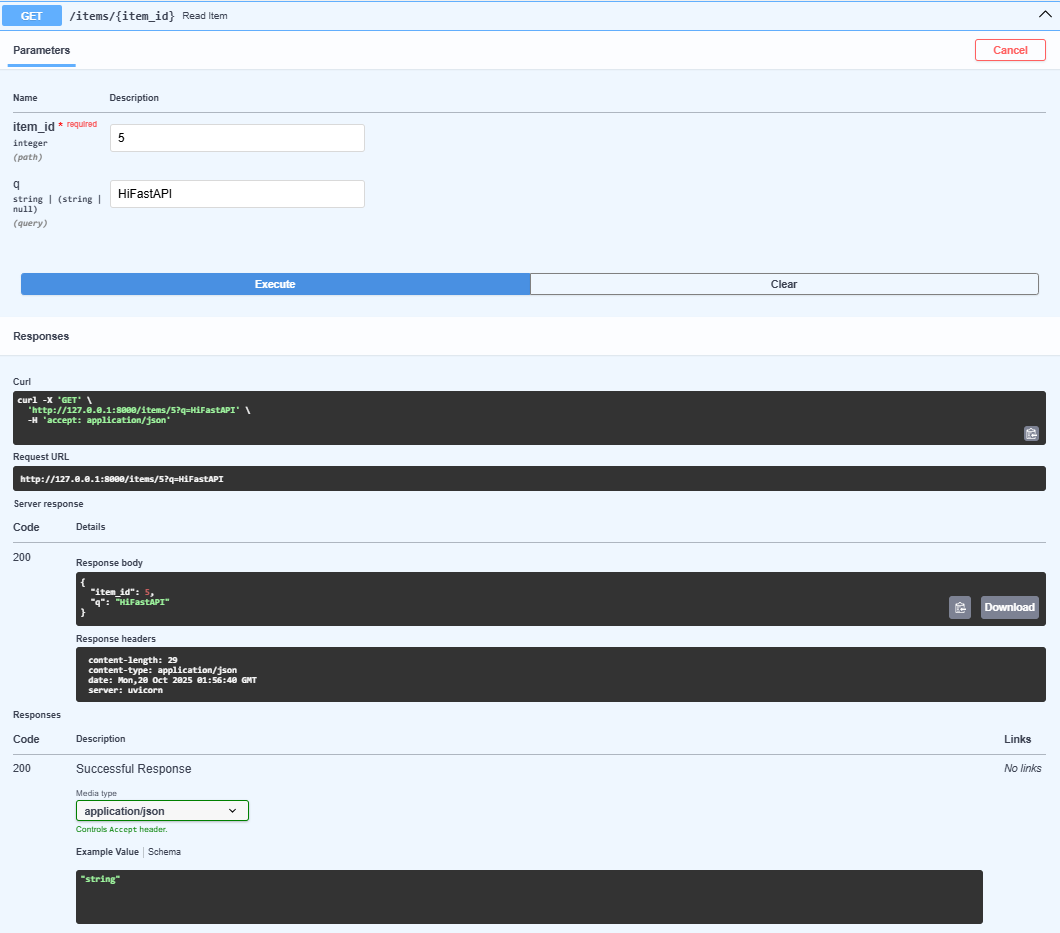 GET /items/{item_id} Read Item
Parameters Cancel
Name Description
item_id * required
integer
(path)
5
q
string | (string |
null)
(query)
HiFastAPI
Execute Clear
Responses
Curl
curl -X 'GET' \
'http://127.0.0.1:8000/items/5?q=HiFastAPI' \
-H 'accept: application/json'
Request URL
http://127.0.0.1:8000/items/5?q=HiFastAPI
Server response
Code Details
200
Response body
{
"item_id": 5,
"q": "HiFastAPI"
}
Download
Response headers
content-length: 29
content-type: application/json
date: Mon,20 Oct 2025 01:56:40 GMT
server: uvicorn
Responses
Code Description Links
200 Successful Response No links
Media type
application/json
Controls Accept header.
Example Value | Schema
"string"